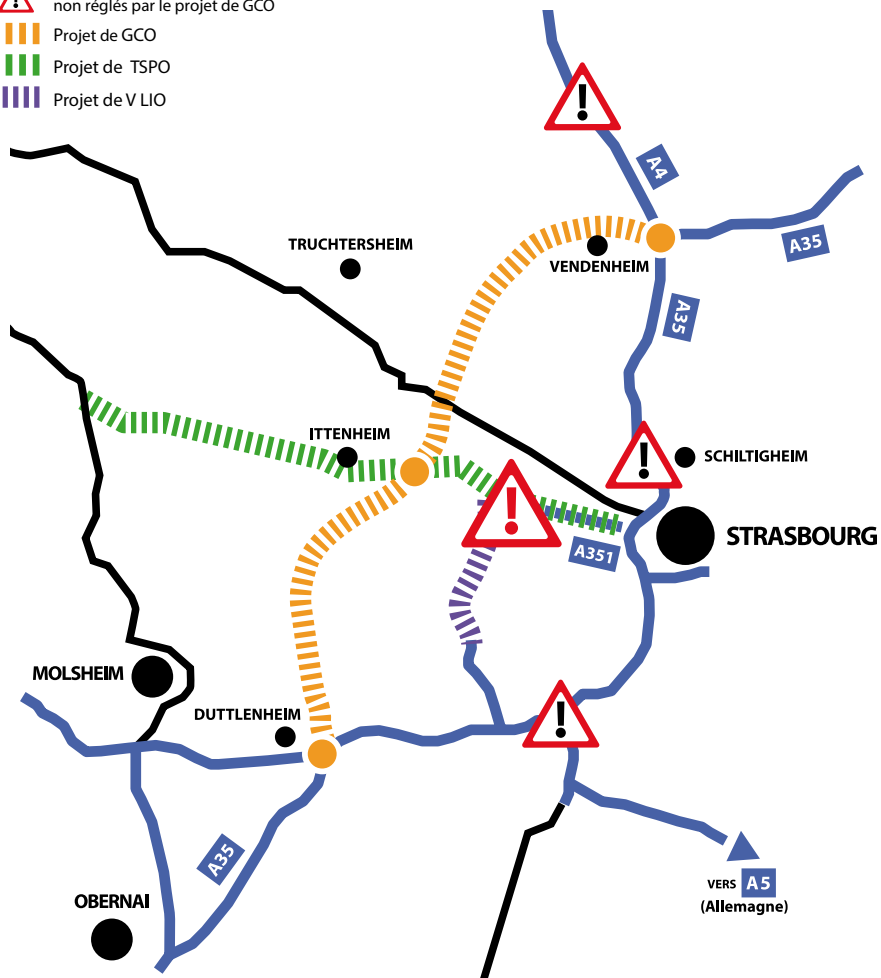 non réglés par le projet de GCO
Projet de GCO
Projet de TSPO
Projet de V LIO
A4
A35
TRUCHTERSHEIM
VENDENHEIM
A35
ITTENHEIM
SCHILTIGHEIM
STRASBOURG
A351
MOLSHEIM
DUTTLENHEIM
A35
OBERNAI
VERS A5
(Allemagne)